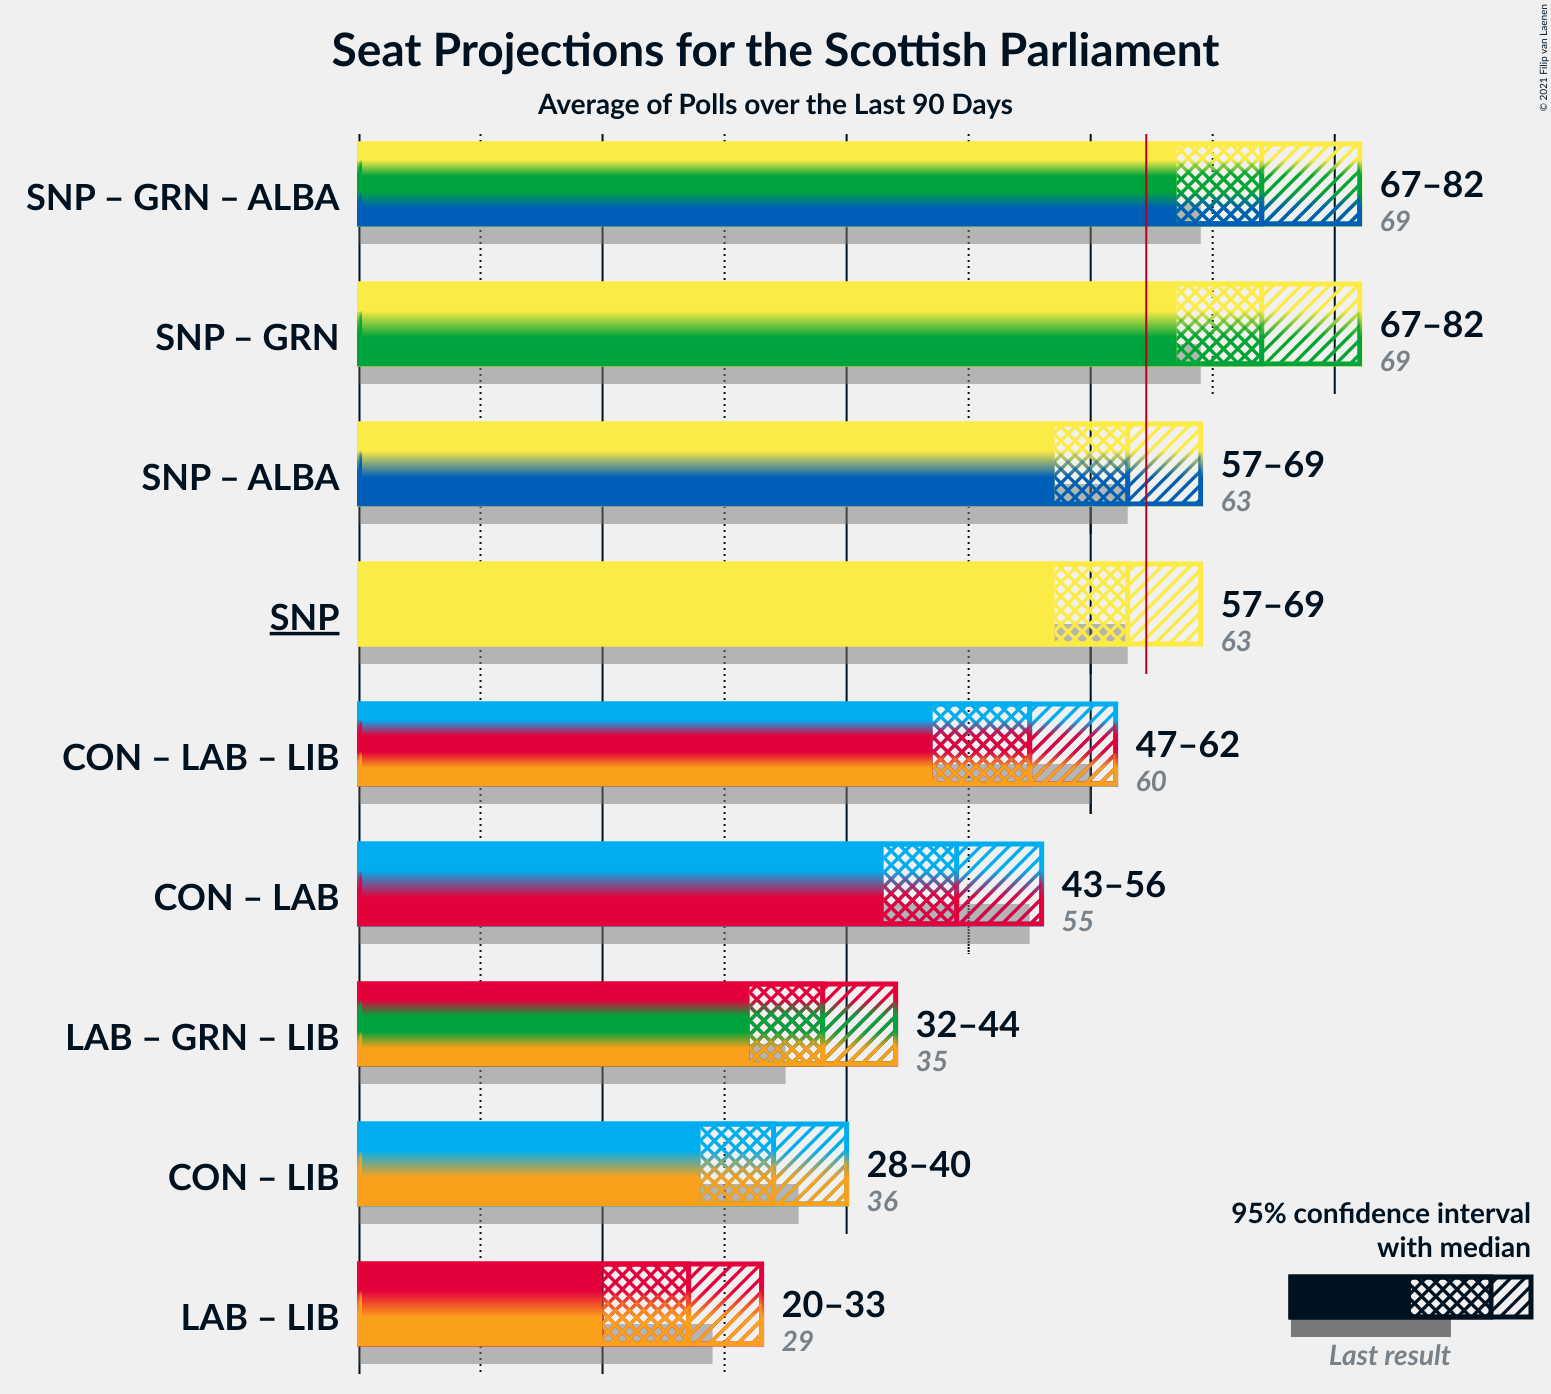 Seat Projections for the Scottish Parliament
Average of Polls over the Last 90 Days
© 2021 Filip van Laenen
SNP – GRN – ALBA
67–82
69
SNP – GRN
67–82
69
SNP – ALBA
57–69
63
SNP
57–69
63
CON – LAB – LIB
47–62
60
CON – LAB
43–56
55
LAB – GRN – LIB
32–44
35
CON – LIB
28–40
36
LAB – LIB
20–33
29
95% confidence interval
with median
Last result